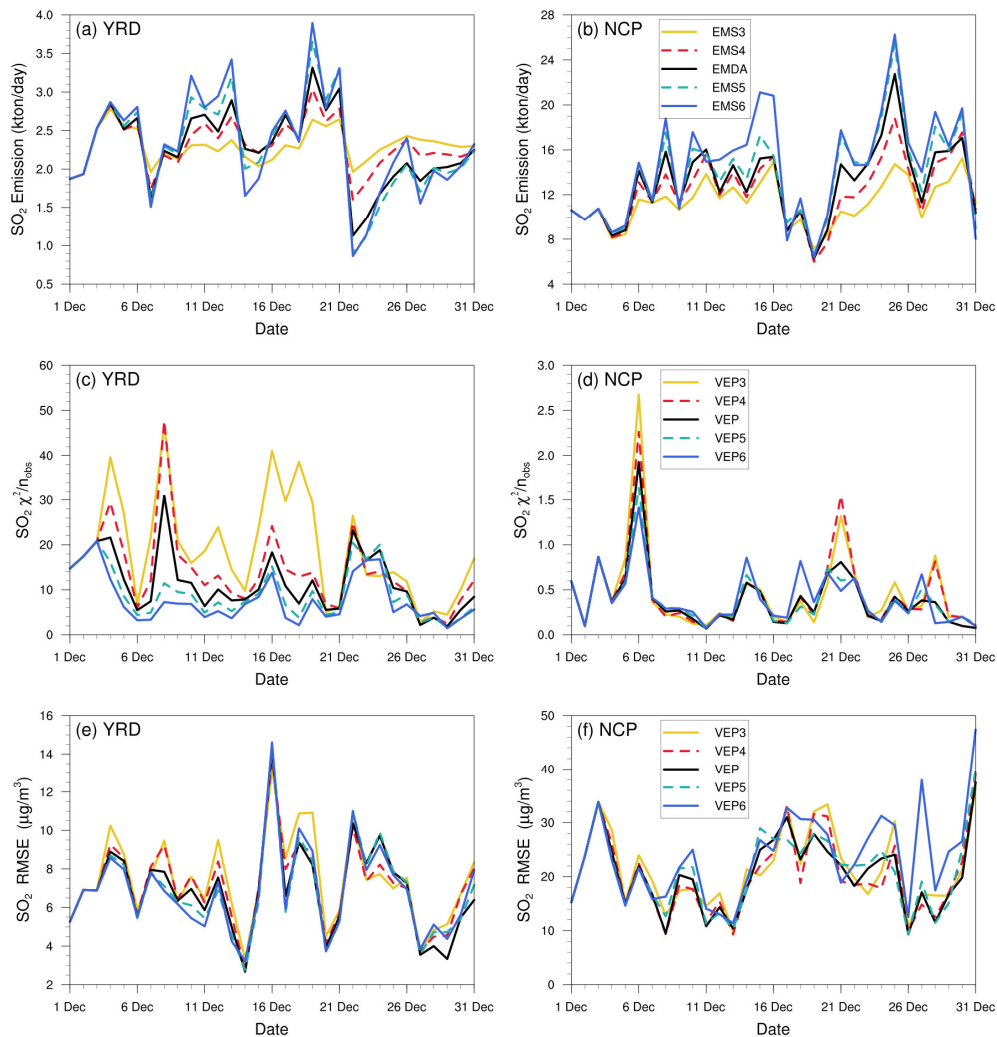 (a) YRD
SO2 Emission (kton/day)
4.0
3.5
3.0
2.5
2.0
1.5
1.0
0.5
1 Dec 6 Dec 11 Dec 16 Dec 21 Dec 26 Dec 31 Dec
Date
(b) NCP
EMS3
EMS4
EMDA
EMS5
EMS6
SO2 Emission (kton/day)
28
24
20
16
12
8
4
1 Dec 6 Dec 11 Dec 16 Dec 21 Dec 26 Dec 31 Dec
Date
(c) YRD
SO2 χ²/nobs
60
50
40
30
20
10
0
1 Dec 6 Dec 11 Dec 16 Dec 21 Dec 26 Dec 31 Dec
Date
(d) NCP
VEP3
VEP4
VEP
VEP5
VEP6
SO2 χ²/nobs
3.0
2.5
2.0
1.5
1.0
0.5
0.0
1 Dec 6 Dec 11 Dec 16 Dec 21 Dec 26 Dec 31 Dec
Date
(e) YRD
SO2 RMSE (μg/m³)
16
14
12
10
8
6
4
2
1 Dec 6 Dec 11 Dec 16 Dec 21 Dec 26 Dec 31 Dec
Date
(f) NCP
VEP3
VEP4
VEP
VEP5
VEP6
SO2 RMSE (μg/m³)
50
40
30
20
10
0
1 Dec 6 Dec 11 Dec 16 Dec 21 Dec 26 Dec 31 Dec
Date